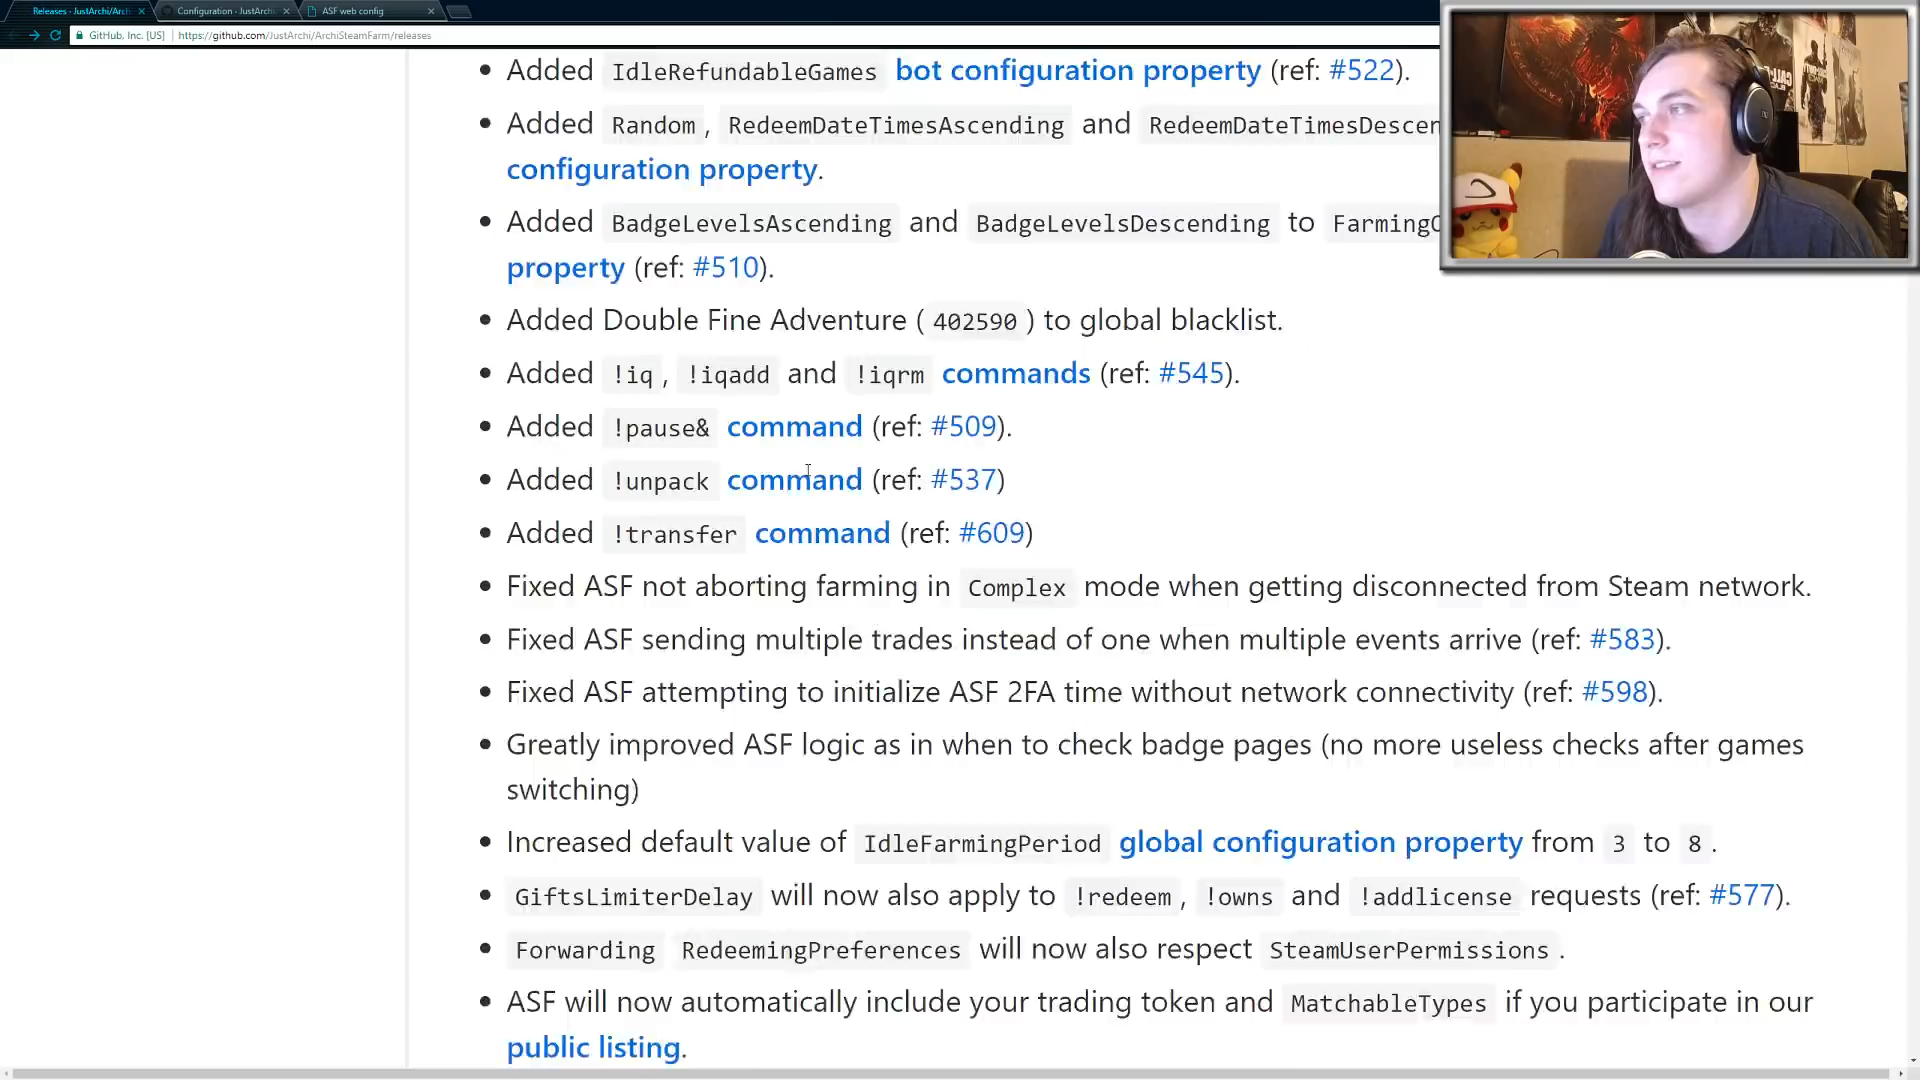 Releases · JustArchi/Arch
Configuration · JustArchi
ASF web config
GitHub, Inc. [US] https://github.com/JustArchi/ArchiSteamFarm/releases
• Added IdleRefundableGames bot configuration property (ref: #522).
• Added Random, RedeemDateTimesAscending and RedeemDateTimesDescen
configuration property.
• Added BadgeLevelsAscending and BadgeLevelsDescending to FarmingO
property (ref: #510).
• Added Double Fine Adventure ( 402590 ) to global blacklist.
• Added !iq, !iqadd and !iqrm commands (ref: #545).
• Added !pause& command (ref: #509).
• Added !unpack command (ref: #537)
• Added !transfer command (ref: #609)
• Fixed ASF not aborting farming in Complex mode when getting disconnected from Steam network.
• Fixed ASF sending multiple trades instead of one when multiple events arrive (ref: #583).
• Fixed ASF attempting to initialize ASF 2FA time without network connectivity (ref: #598).
• Greatly improved ASF logic as in when to check badge pages (no more useless checks after games
switching)
• Increased default value of IdleFarmingPeriod global configuration property from 3 to 8.
• GiftsLimiterDelay will now also apply to !redeem, !owns and !addlicense requests (ref: #577).
• Forwarding RedeemingPreferences will now also respect SteamUserPermissions.
• ASF will now automatically include your trading token and MatchableTypes if you participate in our
public listing.